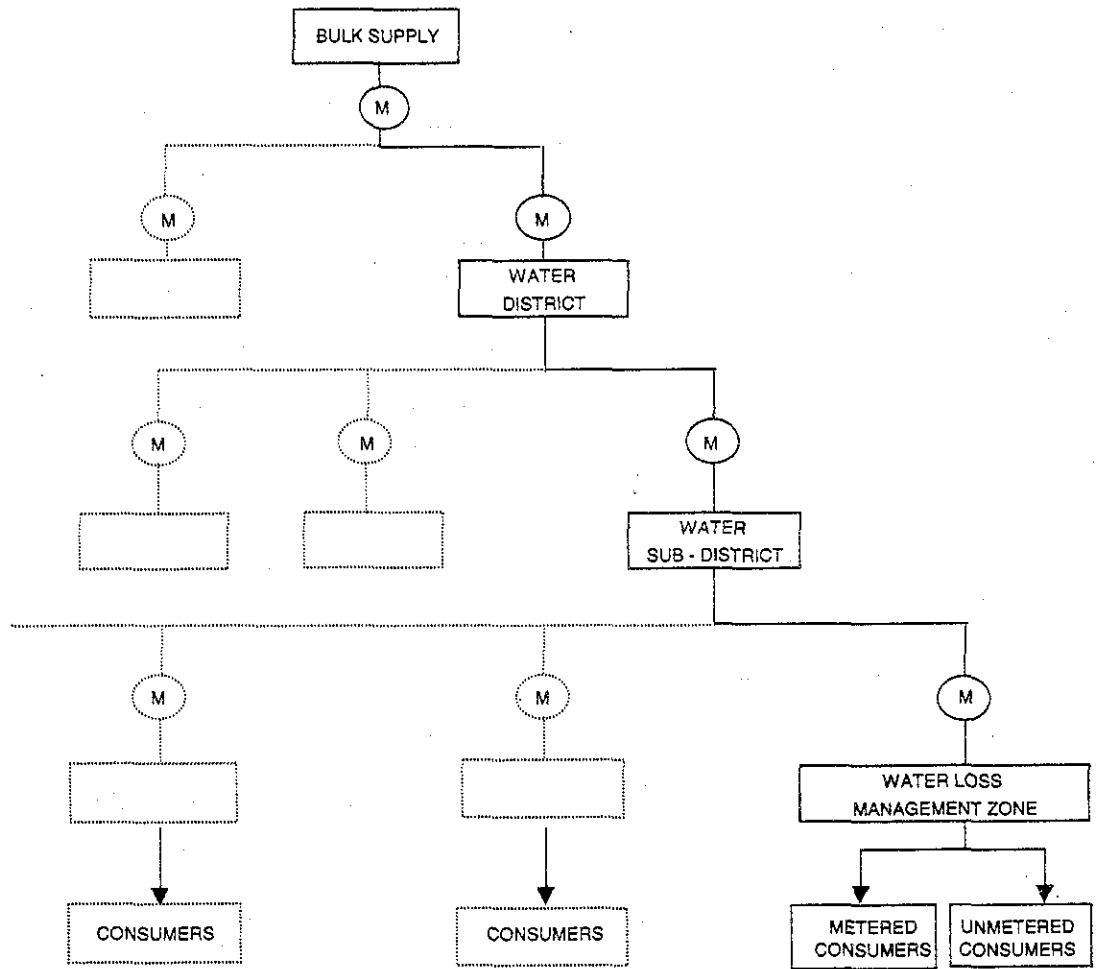 BULK SUPPLY
M
M
M
WATER
DISTRICT
M
M
M
WATER
SUB - DISTRICT
M
M
M
WATER LOSS
MANAGEMENT ZONE
CONSUMERS
CONSUMERS
METERED
CONSUMERS
UNMETERED
CONSUMERS